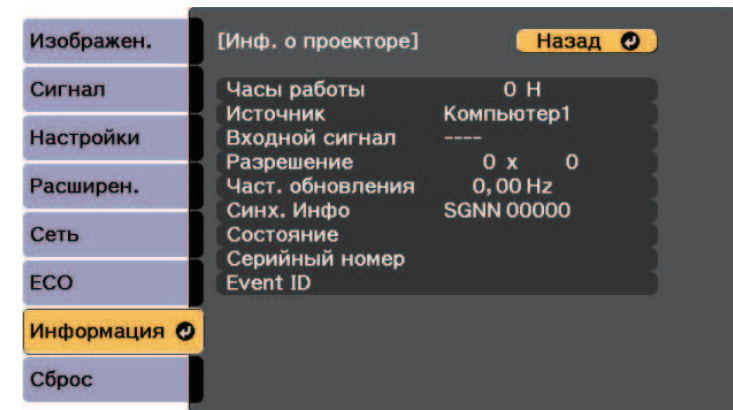 Изображен.
Сигнал
Настройки
Расширен.
Сеть
ECO
Информация
Сброс
[Инф. о проекторе]
Назад
Часы работы 0 H
Источник Компьютер1
Входной сигнал ----
Разрешение 0 x 0
Част. обновления 0,00 Hz
Синх. Инфо SGNN 00000
Состояние
Серийный номер
Event ID